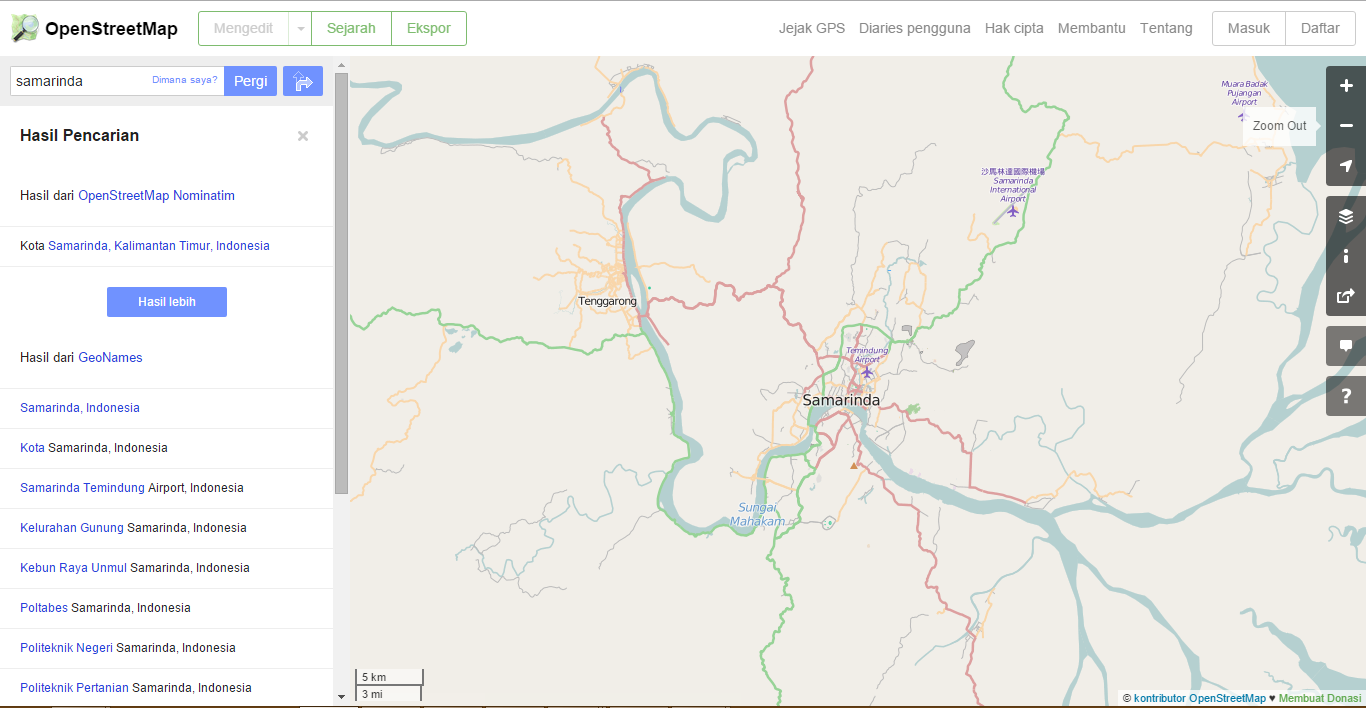 OpenStreetMap
Mengedit
Sejarah
Ekspor
Jejak GPS
Diaries pengguna
Hak cipta
Membantu
Tentang
Masuk
Daftar
samarinda
Dimana saya?
Pergi
Hasil Pencarian
×
Hasil dari OpenStreetMap Nominatim
Kota Samarinda, Kalimantan Timur, Indonesia
Hasil lebih
Hasil dari GeoNames
Samarinda, Indonesia
Kota Samarinda, Indonesia
Samarinda Temindung Airport, Indonesia
Kelurahan Gunung Samarinda, Indonesia
Kebun Raya Unmul Samarinda, Indonesia
Poltabes Samarinda, Indonesia
Politeknik Negeri Samarinda, Indonesia
Politeknik Pertanian Samarinda, Indonesia
Muara Badak
Pujangan
Airport
Zoom Out
沙馬林達國際機場
Samarinda
International
Airport
Tenggarong
Temindung
Airport
Samarinda
Sungai
Mahakam
?
5 km
3 mi
© kontributor OpenStreetMap ♥ Membuat Donasi